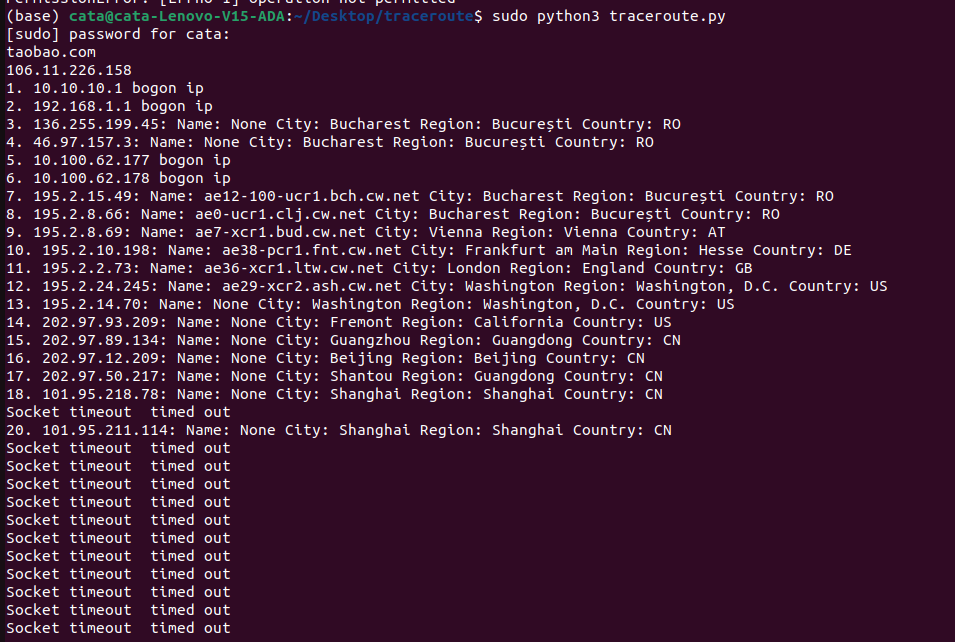 PermissionError: [Errno 1] Operation not permitted
(base) cata@cata-Lenovo-V15-ADA:~/Desktop/traceroute$ sudo python3 traceroute.py
[sudo] password for cata:
taobao.com
106.11.226.158
1. 10.10.10.1 bogon ip
2. 192.168.1.1 bogon ip
3. 136.255.199.45: Name: None City: Bucharest Region: București Country: RO
4. 46.97.157.3: Name: None City: Bucharest Region: București Country: RO
5. 10.100.62.177 bogon ip
6. 10.100.62.178 bogon ip
7. 195.2.15.49: Name: ae12-100-ucr1.bch.cw.net City: Bucharest Region: București Country: RO
8. 195.2.8.66: Name: ae0-ucr1.clj.cw.net City: Bucharest Region: București Country: RO
9. 195.2.8.69: Name: ae7-xcr1.bud.cw.net City: Vienna Region: Vienna Country: AT
10. 195.2.10.198: Name: ae38-pcr1.fnt.cw.net City: Frankfurt am Main Region: Hesse Country: DE
11. 195.2.2.73: Name: ae36-xcr1.ltw.cw.net City: London Region: England Country: GB
12. 195.2.24.245: Name: ae29-xcr2.ash.cw.net City: Washington Region: Washington, D.C. Country: US
13. 195.2.14.70: Name: None City: Washington Region: Washington, D.C. Country: US
14. 202.97.93.209: Name: None City: Fremont Region: California Country: US
15. 202.97.89.134: Name: None City: Guangzhou Region: Guangdong Country: CN
16. 202.97.12.209: Name: None City: Beijing Region: Beijing Country: CN
17. 202.97.50.217: Name: None City: Shantou Region: Guangdong Country: CN
18. 101.95.218.78: Name: None City: Shanghai Region: Shanghai Country: CN
Socket timeout  timed out
20. 101.95.211.114: Name: None City: Shanghai Region: Shanghai Country: CN
Socket timeout  timed out
Socket timeout  timed out
Socket timeout  timed out
Socket timeout  timed out
Socket timeout  timed out
Socket timeout  timed out
Socket timeout  timed out
Socket timeout  timed out
Socket timeout  timed out
Socket timeout  timed out
Socket timeout  timed out